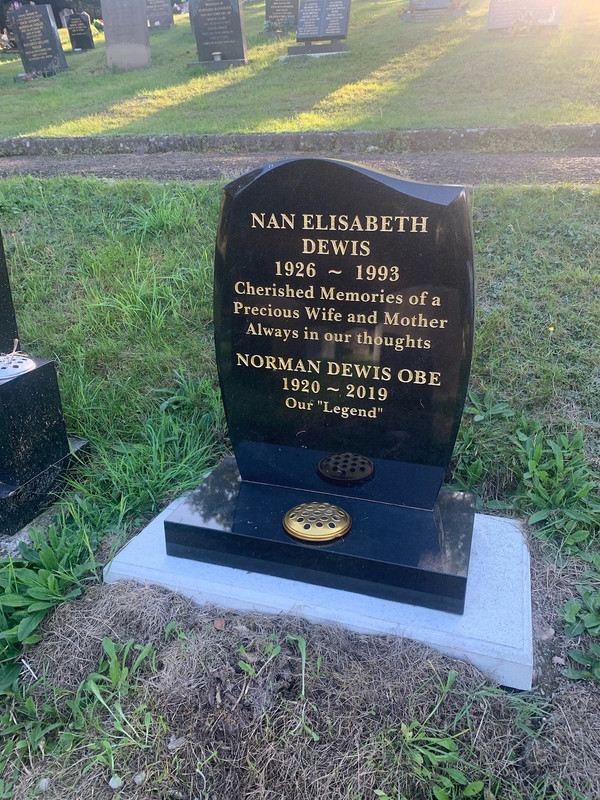 NAN ELISABETH
DEWIS
1926 ~ 1993
Cherished Memories of a
Precious Wife and Mother
Always in our thoughts
NORMAN DEWIS OBE
1920 ~ 2019
Our "Legend"